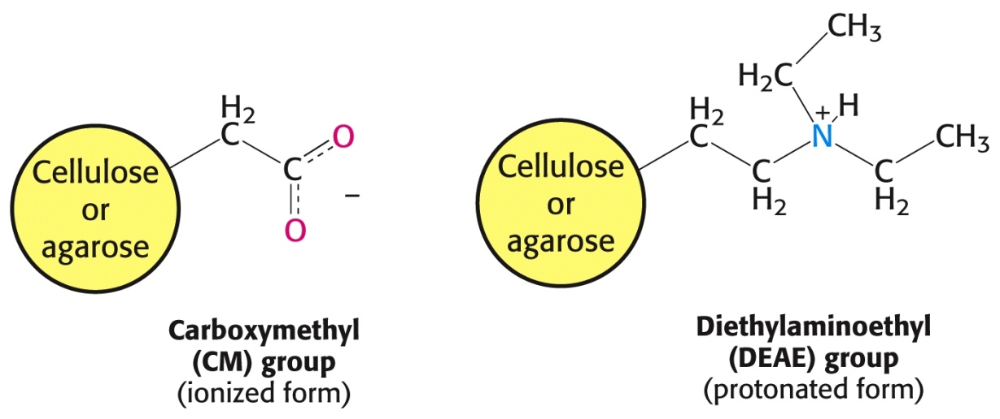 Cellulose
or
agarose
H₂
C
C
O
O
−
Carboxymethyl
(CM) group
(ionized form)
Cellulose
or
agarose
H₂
C
C
H₂
+
N
H
H₂C
CH₃
C
H₂
CH₃
Diethylaminoethyl
(DEAE) group
(protonated form)